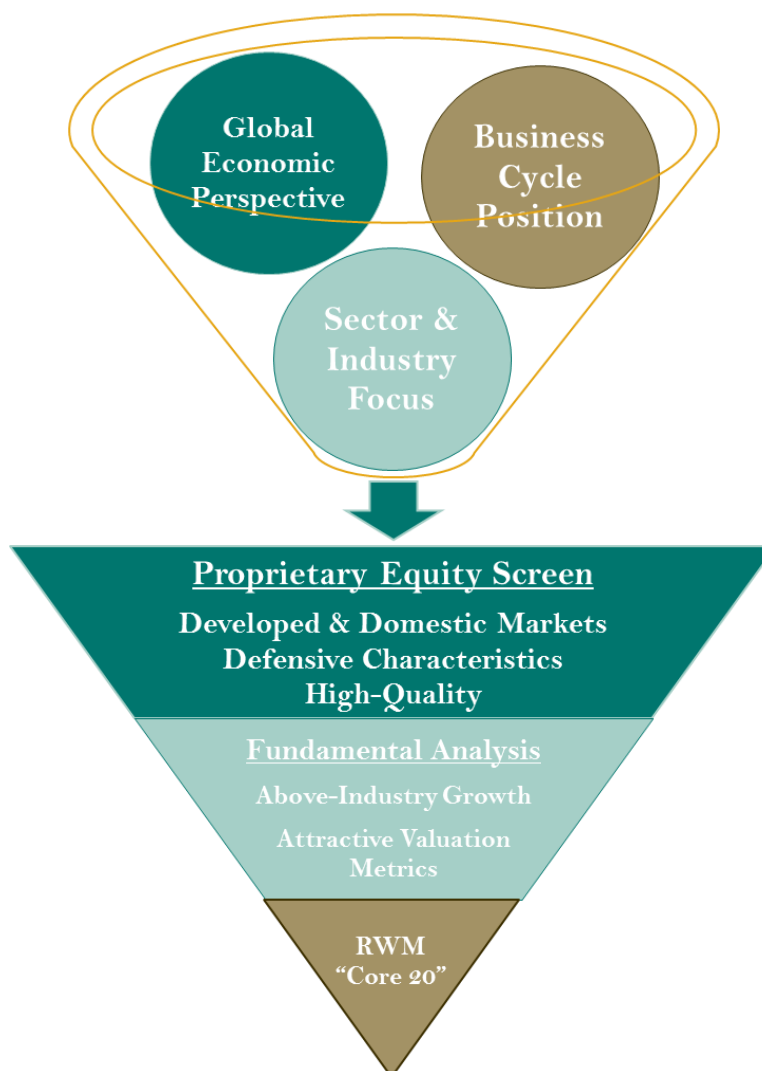 Global
Economic
Perspective
Business
Cycle
Position
Sector &
Industry
Focus
Proprietary Equity Screen
Developed & Domestic Markets
Defensive Characteristics
High-Quality
Fundamental Analysis
Above-Industry Growth
Attractive Valuation
Metrics
RWM
“Core 20”